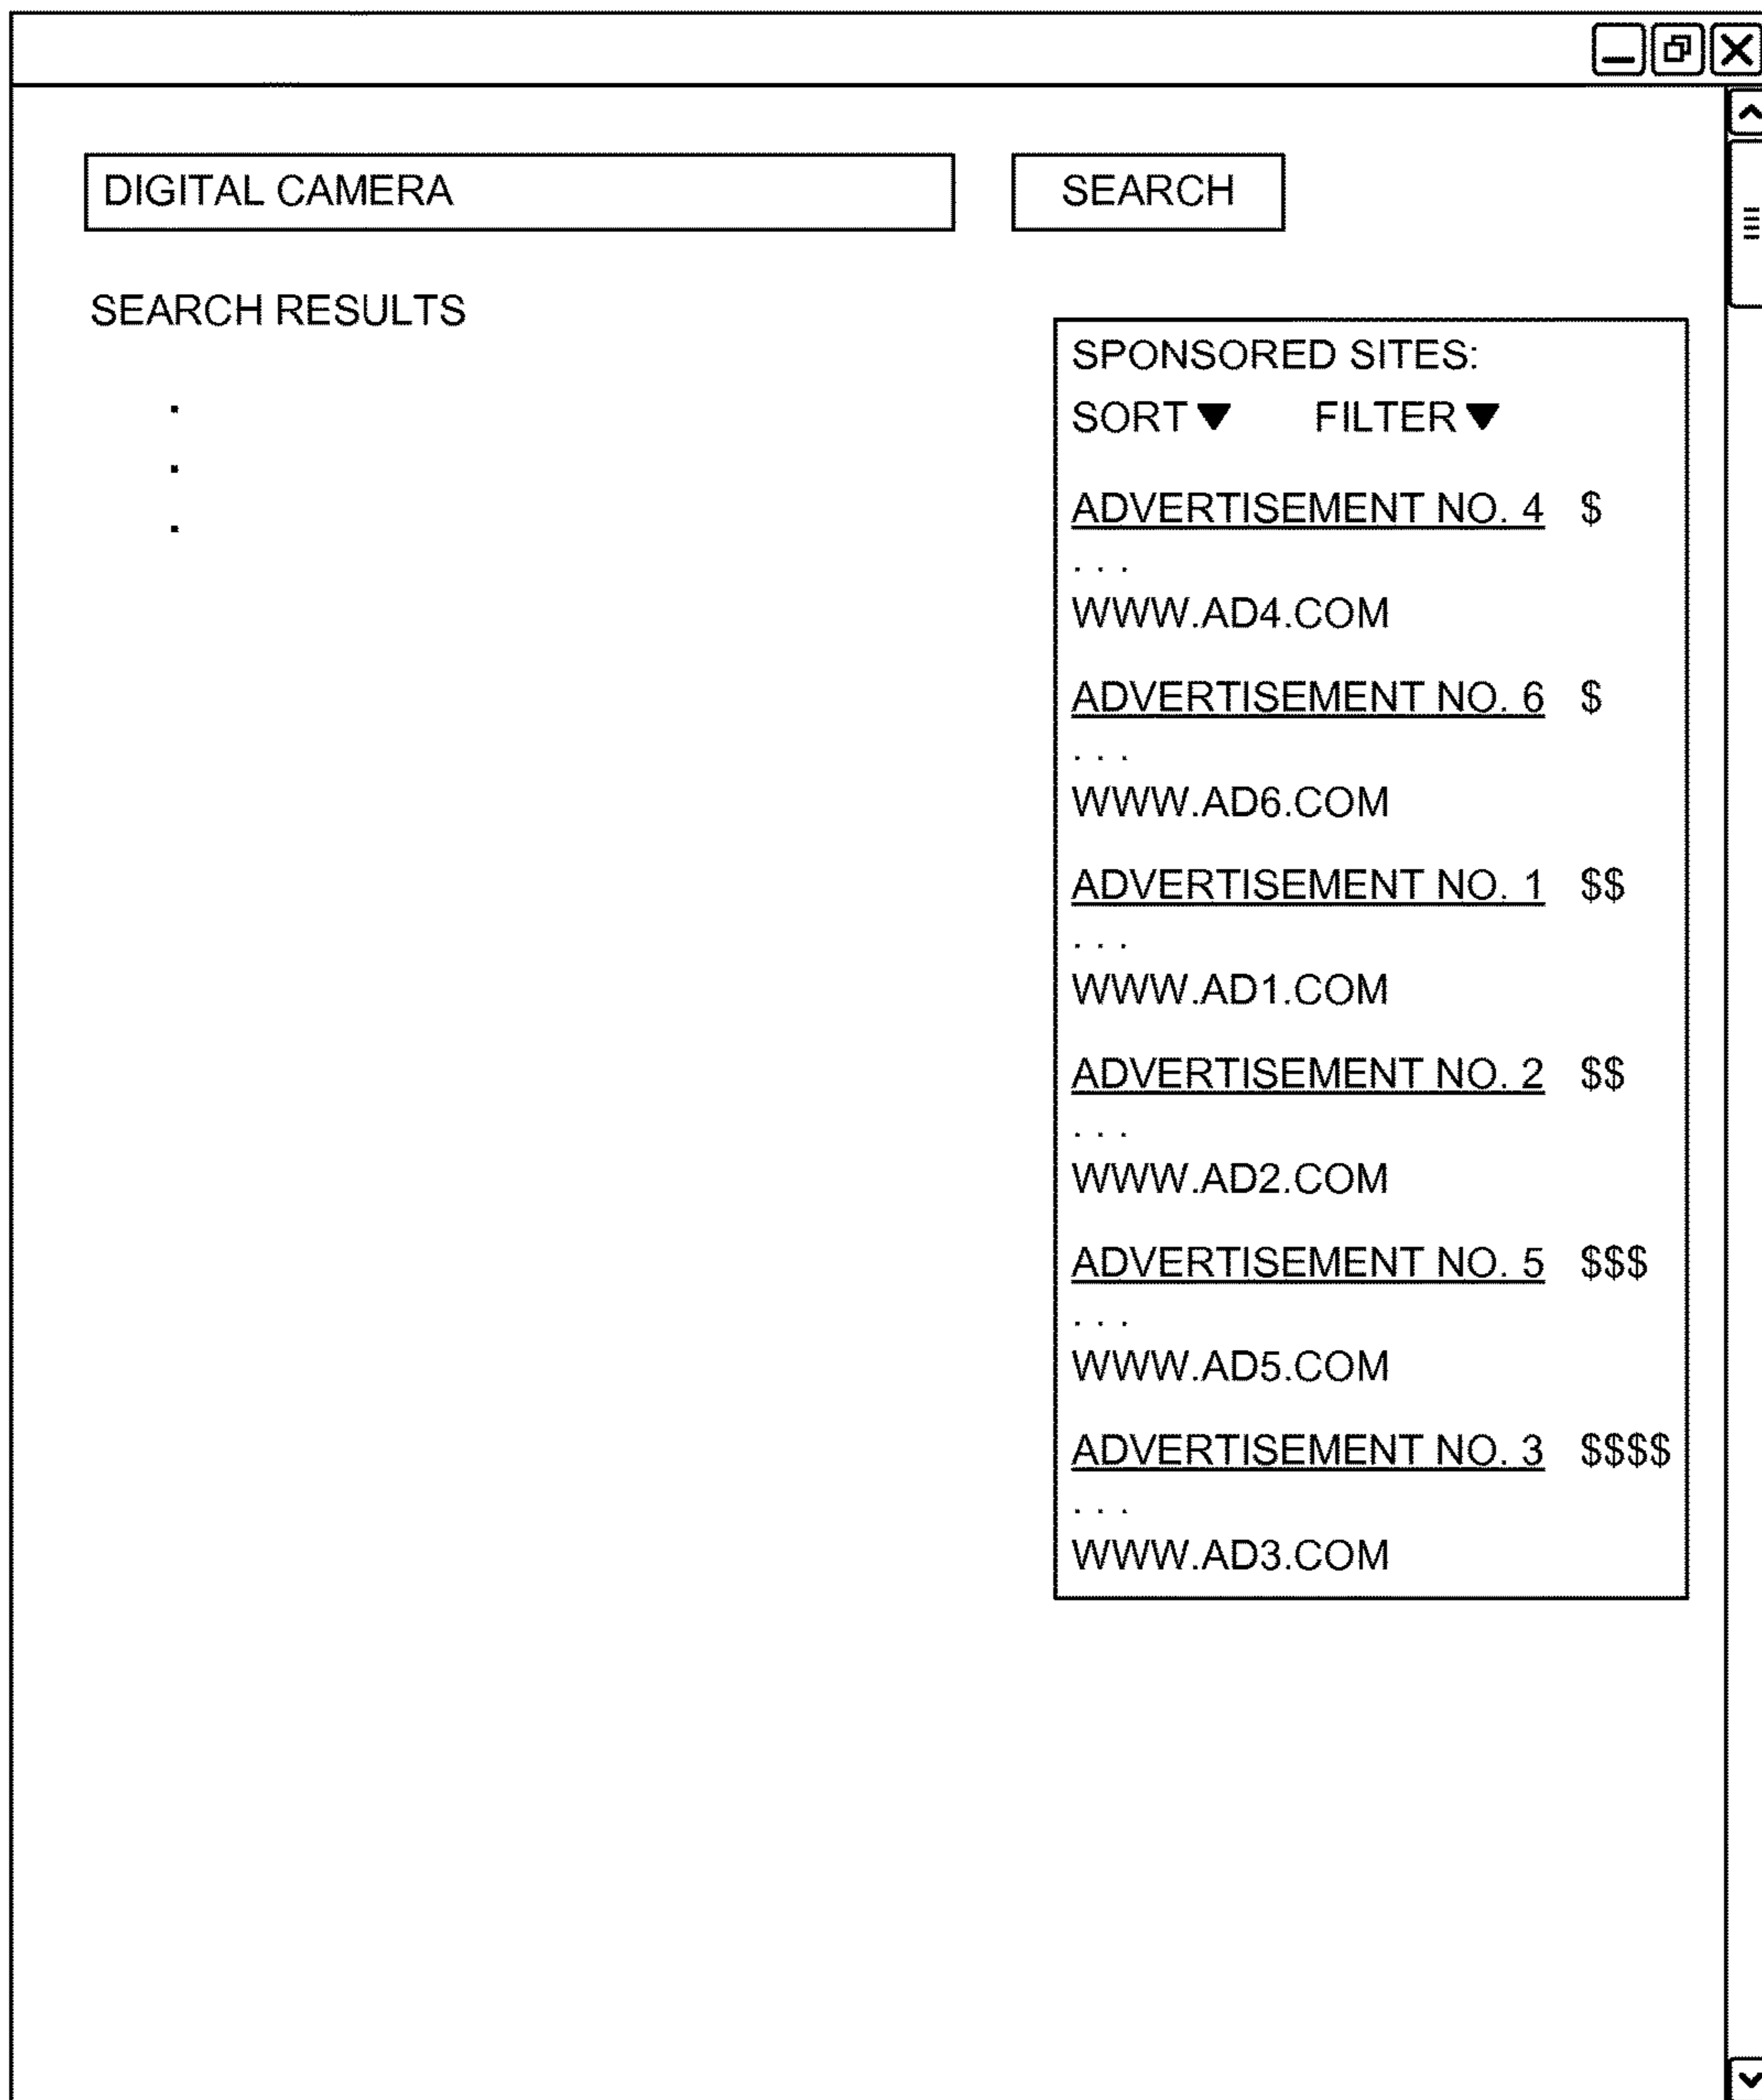 DIGITAL CAMERA
SEARCH
SEARCH RESULTS
.
.
.
SPONSORED SITES:
SORT▼ FILTER▼
ADVERTISEMENT NO. 4 $
. . .
WWW.AD4.COM
ADVERTISEMENT NO. 6 $
. . .
WWW.AD6.COM
ADVERTISEMENT NO. 1 $$
. . .
WWW.AD1.COM
ADVERTISEMENT NO. 2 $$
. . .
WWW.AD2.COM
ADVERTISEMENT NO. 5 $$$
. . .
WWW.AD5.COM
ADVERTISEMENT NO. 3 $$$$
. . .
WWW.AD3.COM